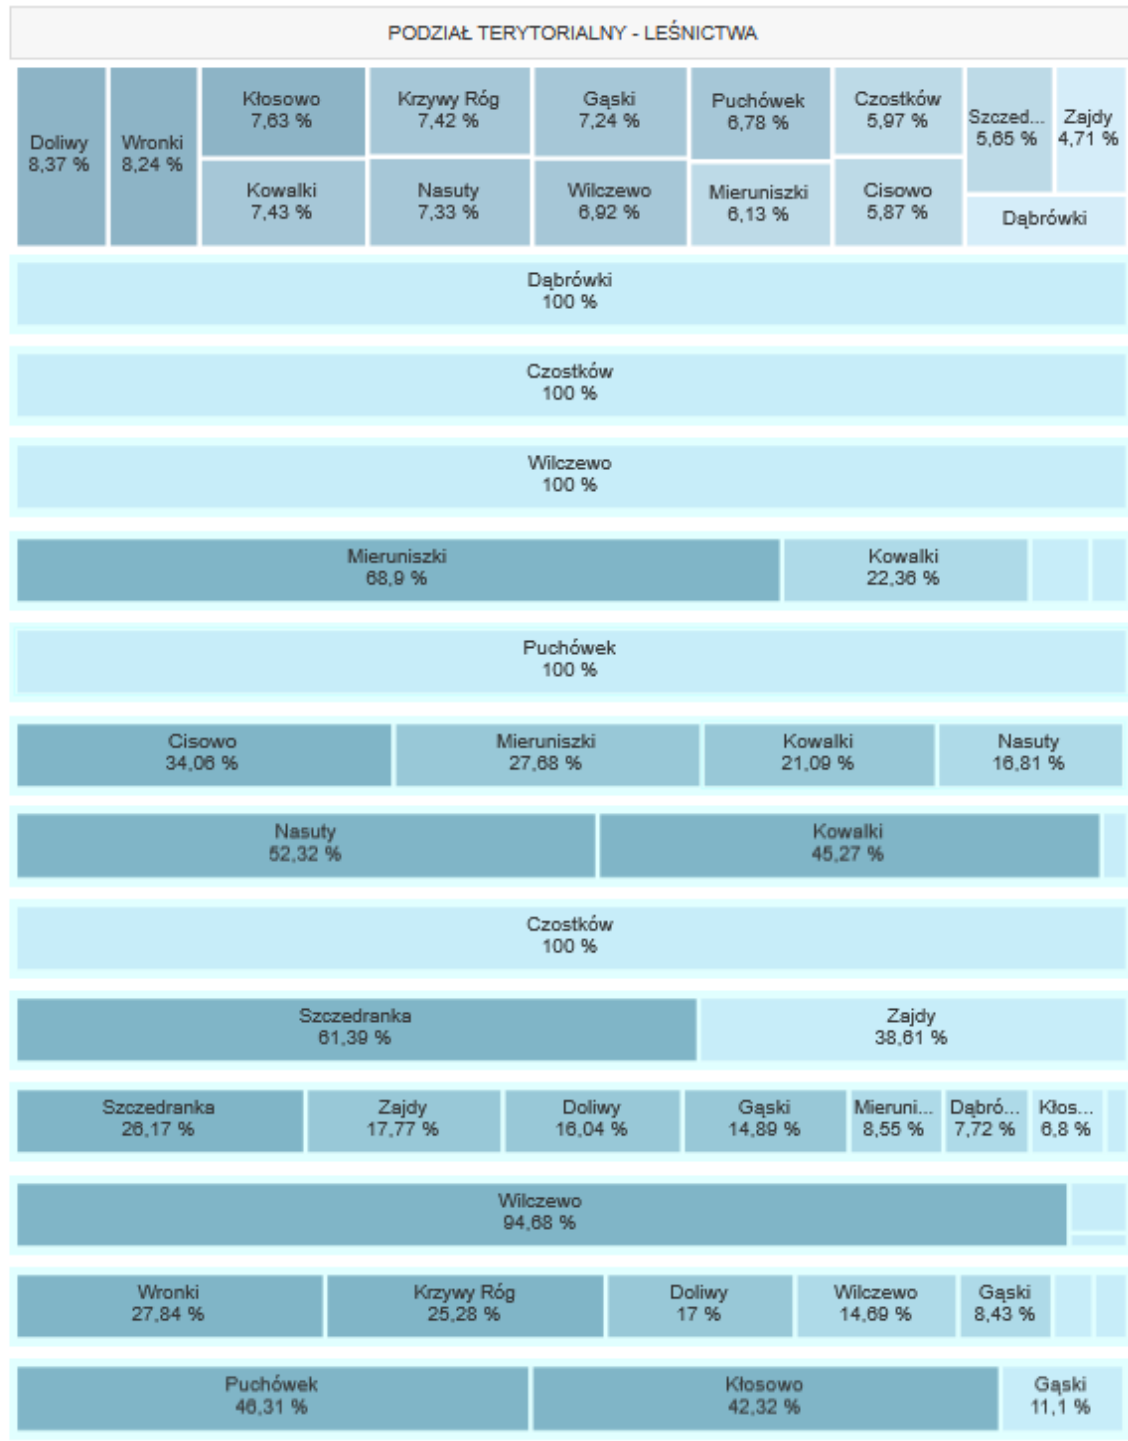 PODZIAŁ TERYTORIALNY - LEŚNICTWA
Doliwy
8,37 %
Wronki
8,24 %
Kłosowo
7,63 %
Kowalki
7,43 %
Krzywy Róg
7,42 %
Nasuty
7,33 %
Gąski
7,24 %
Wilczewo
6,92 %
Puchówek
6,78 %
Mieruniszki
6,13 %
Czostków
5,97 %
Cisowo
5,87 %
Szczed...
5,65 %
Zajdy
4,71 %
Dąbrówki
Dąbrówki
100 %
Czostków
100 %
Wilczewo
100 %
Mieruniszki
68,9 %
Kowalki
22,36 %
Puchówek
100 %
Cisowo
34,06 %
Mieruniszki
27,68 %
Kowalki
21,09 %
Nasuty
16,81 %
Nasuty
52,32 %
Kowalki
45,27 %
Czostków
100 %
Szczedranka
61,39 %
Zajdy
38,61 %
Szczedranka
26,17 %
Zajdy
17,77 %
Doliwy
16,04 %
Gąski
14,89 %
Mieruni...
8,55 %
Dąbró...
7,72 %
Kłos...
6,8 %
Wilczewo
94,68 %
Wronki
27,84 %
Krzywy Róg
25,28 %
Doliwy
17 %
Wilczewo
14,69 %
Gąski
8,43 %
Puchówek
46,31 %
Kłosowo
42,32 %
Gąski
11,1 %